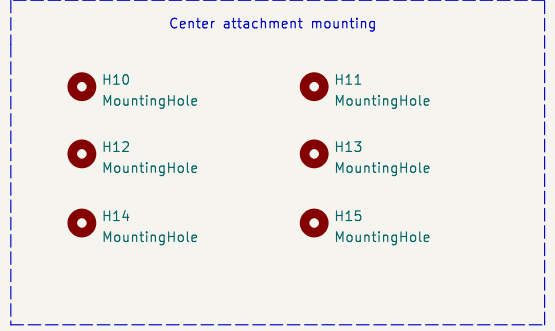 Center attachment mounting
H10
MountingHole
H11
MountingHole
H12
MountingHole
H13
MountingHole
H14
MountingHole
H15
MountingHole